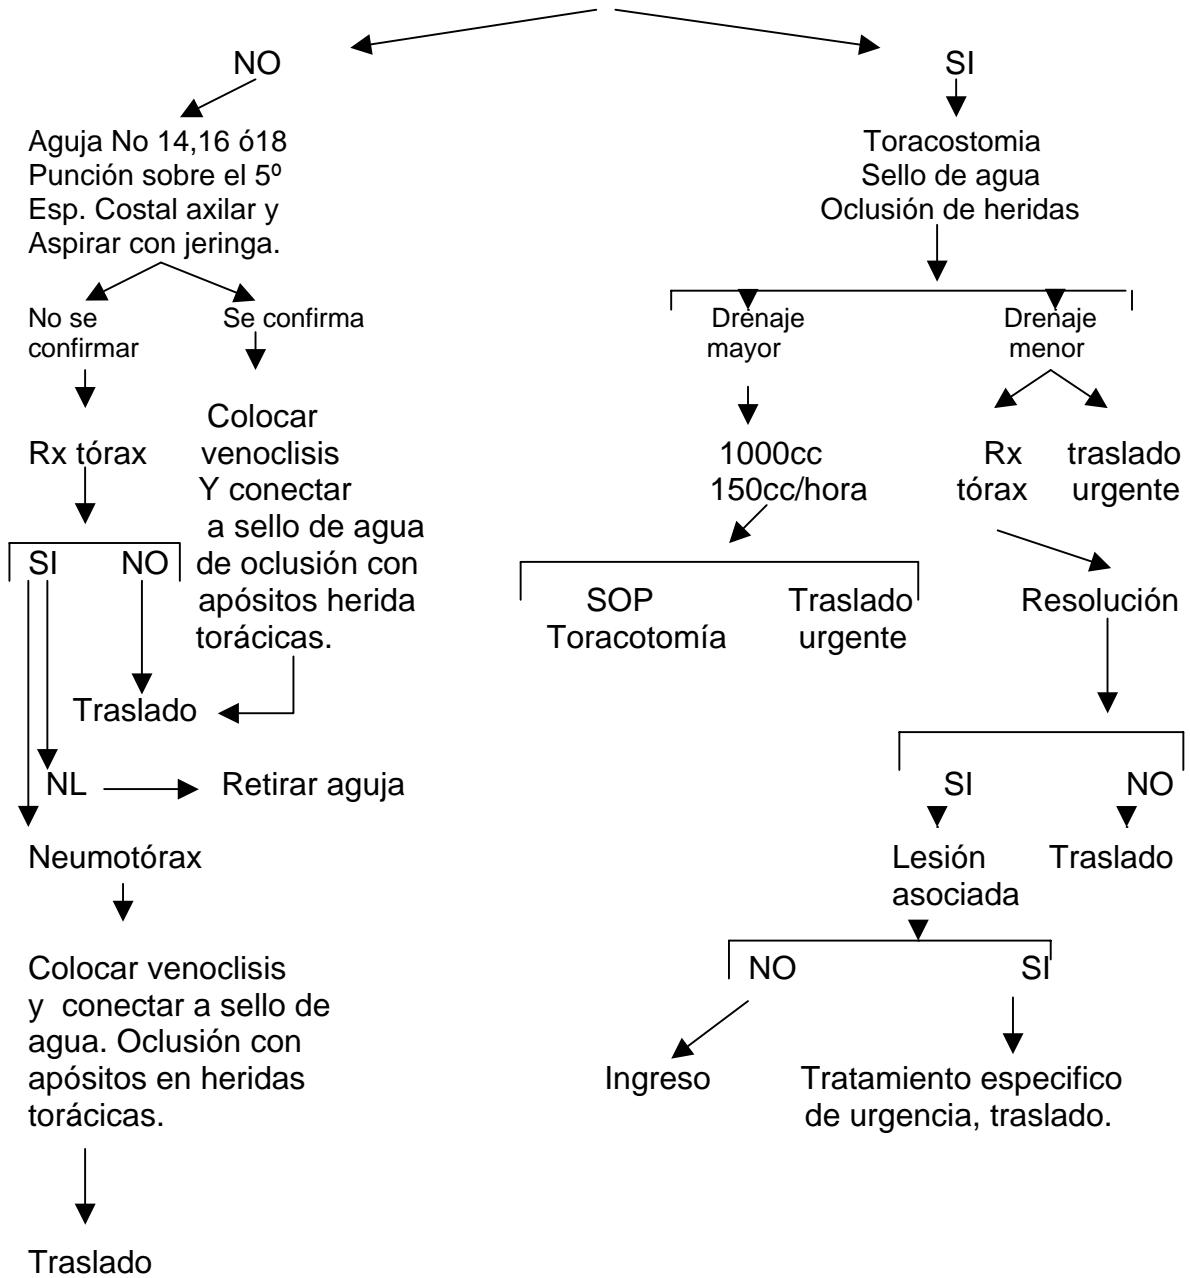 NO
SI
Aguja No 14,16 ó18
Punción sobre el 5º
Esp. Costal axilar y
Aspirar con jeringa.
Toracostomia
Sello de agua
Oclusión de heridas
No se
confirmar
Se confirma
Drenaje
mayor
Drenaje
menor
Rx tórax
Colocar
venoclisis
Y conectar
a sello de agua
de oclusión con
apósitos herida
torácicas.
1000cc
150cc/hora
Rx
tórax
traslado
urgente
SI
NO
SOP
Toracotomía
Traslado
urgente
Resolución
Traslado
NL
Retirar aguja
SI
NO
Neumotórax
Lesión
asociada
Traslado
Colocar venoclisis
y conectar a sello de
agua. Oclusión con
apósitos en heridas
torácicas.
NO
SI
Ingreso
Tratamiento especifico
de urgencia, traslado.
Traslado